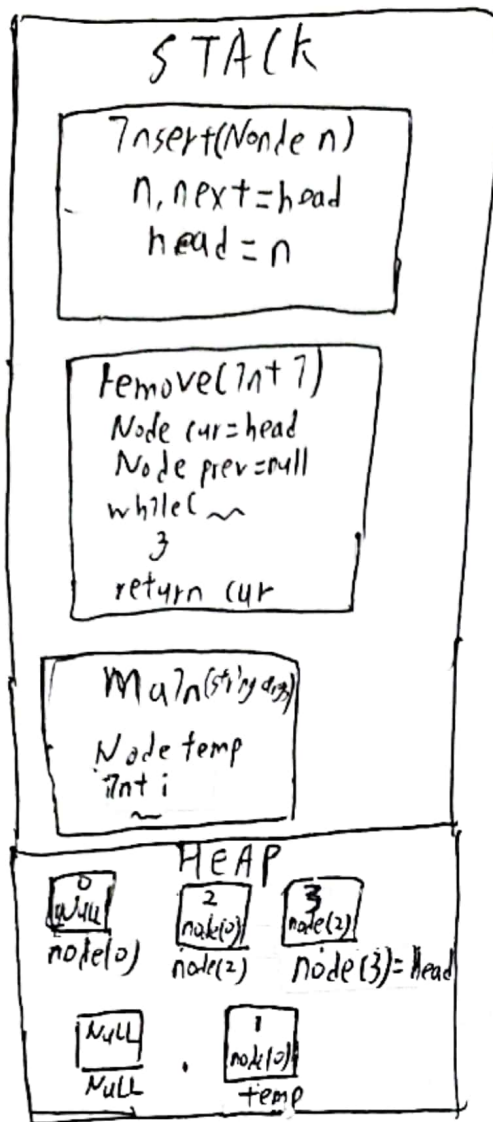 STACK
Insert(Nonde n)
n.next=head
head=n
remove(Int I)
Node cur=head
Node prev=null
while(
}
return cur
Main(string args)
Node temp
Int i
HEAP
0
NULL
node(0)
2
node(0)
node(2)
3
node(2)
node(3)=Head
NULL
NULL
1
node(0)
temp